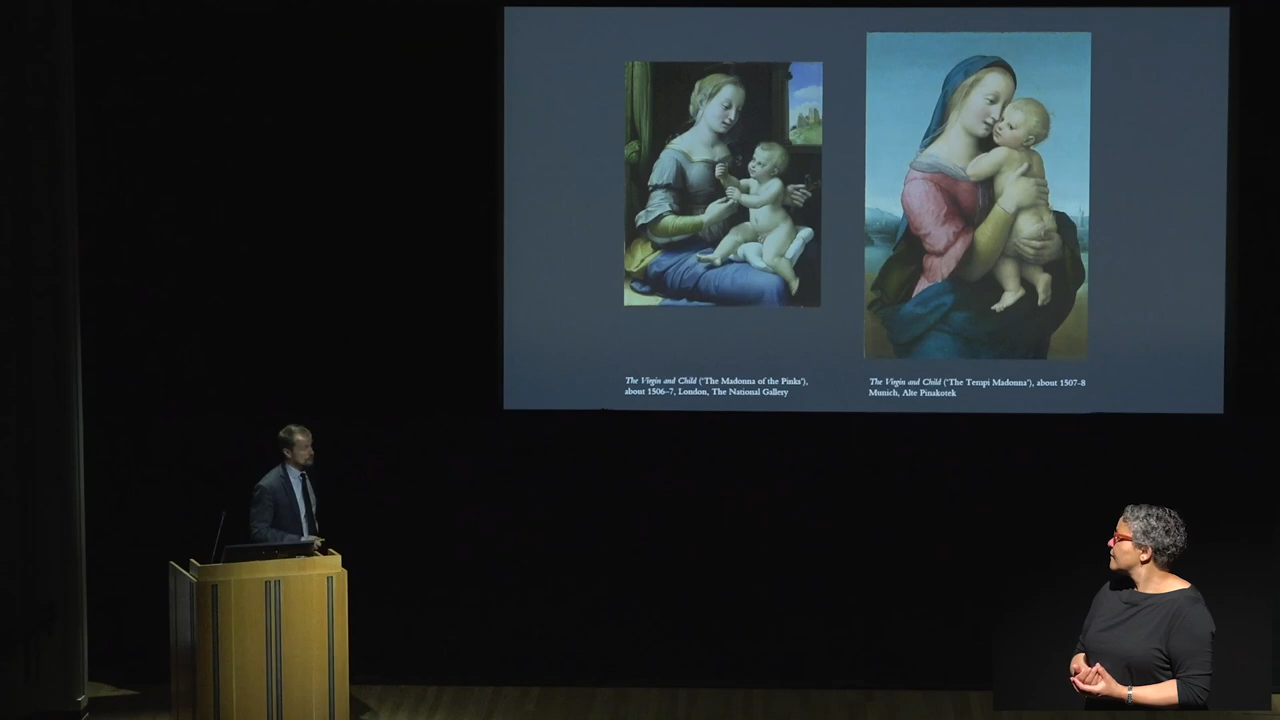 The Virgin and Child ('The Madonna of the Pinks'),
about 1506–7, London, The National Gallery
The Virgin and Child ('The Tempi Madonna'), about 1507-8
Munich, Alte Pinakotek